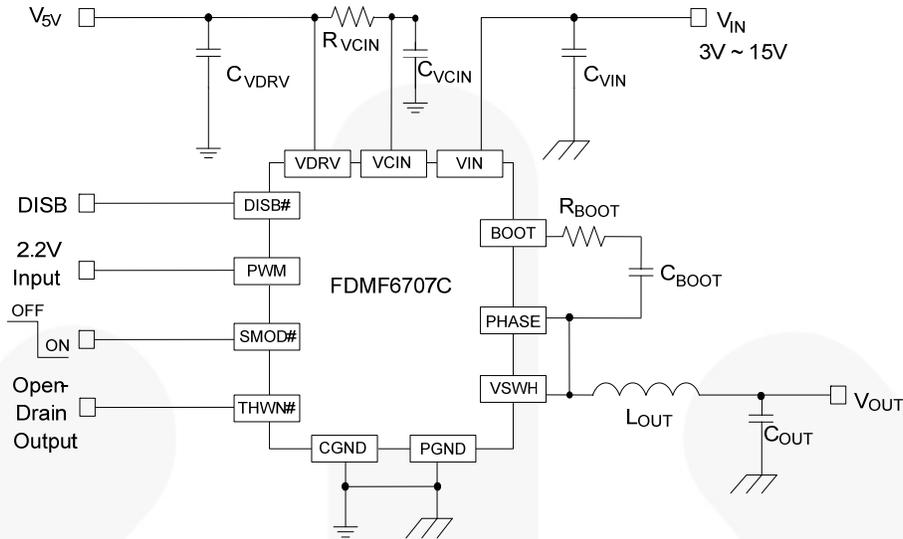 V5V
RVCIN
CVDRV
CVCIN
VIN
3V ~ 15V
CVIN
VDRV
VCIN
VIN
DISB
DISB#
2.2V
Input
PWM
OFF
ON
SMOD#
Open-
Drain
Output
THWN#
FDMF6707C
BOOT
RBOOT
CBOOT
PHASE
VSWH
LOUT
VOUT
COUT
CGND
PGND